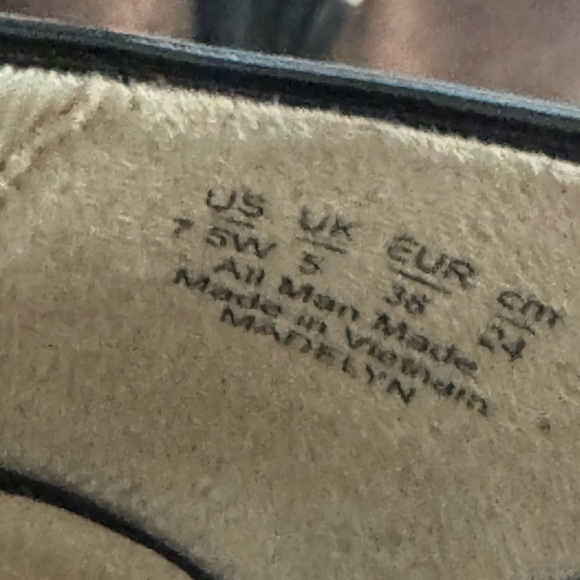 US UK EUR cm
7 5W 5 38 24
All Man Made
Made in Vietnam
MADELYN